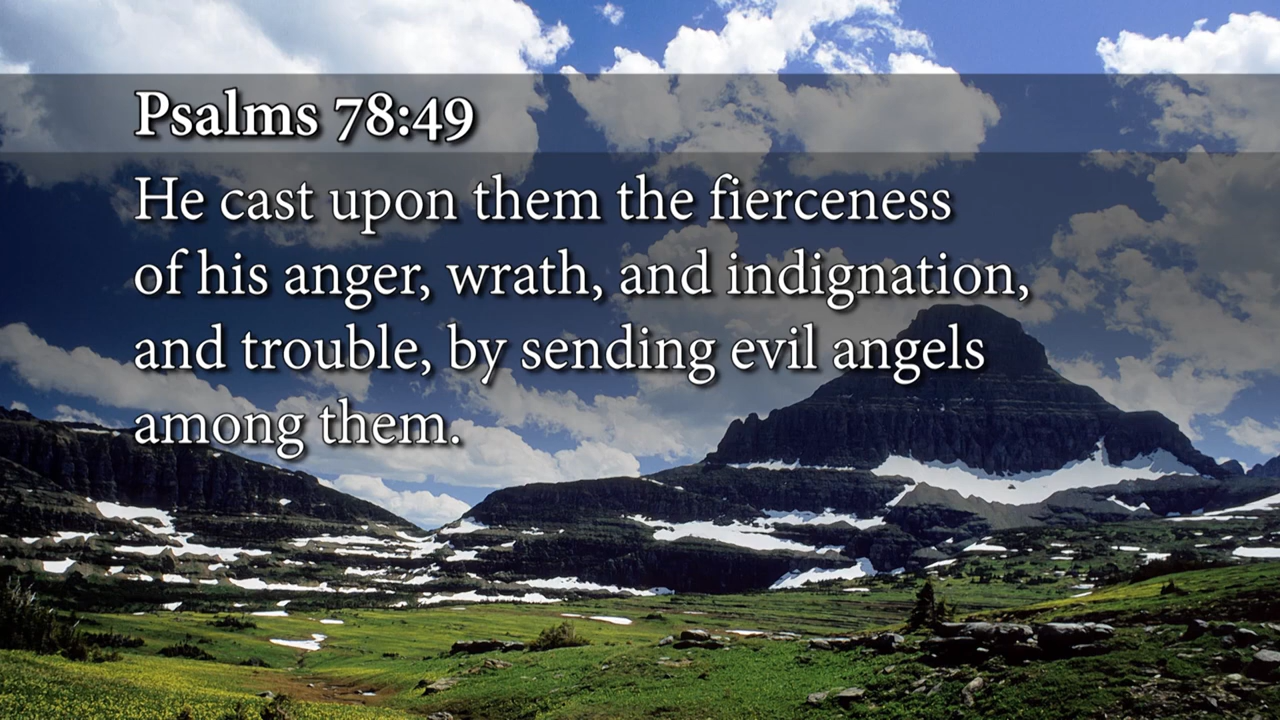 Psalms 78:49
He cast upon them the fierceness
of his anger, wrath, and indignation,
and trouble, by sending evil angels
among them.